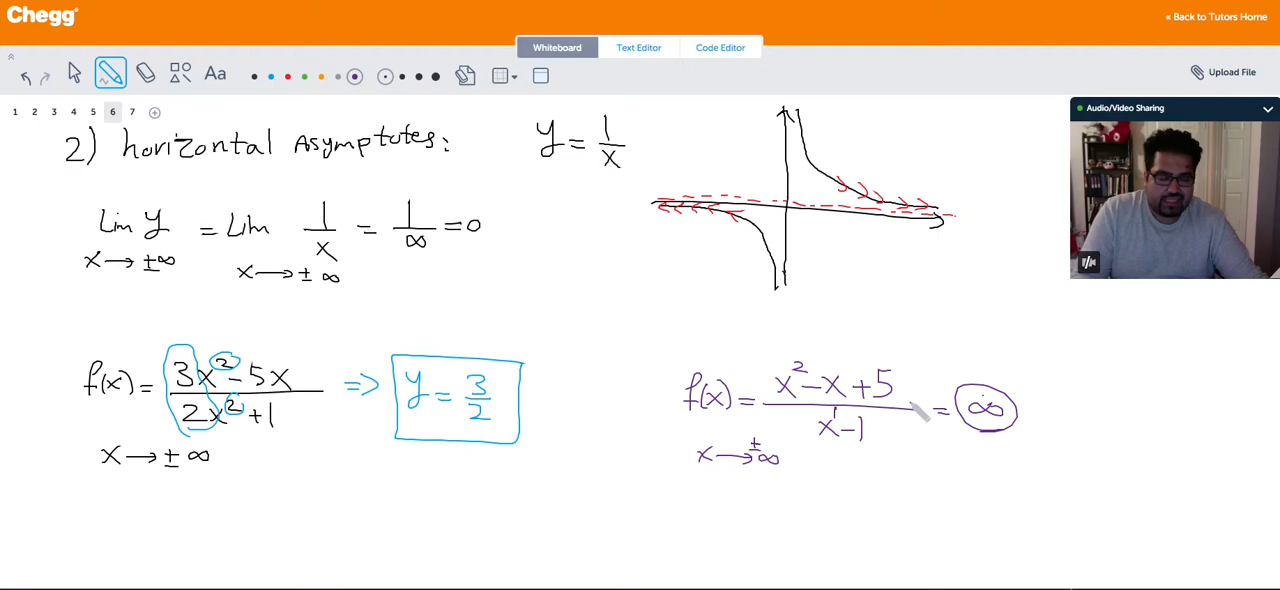 Chegg
« Back to Tutors Home
Whiteboard
Text Editor
Code Editor
Aa
Upload File
1 2 3 4 5 6 7
Audio/Video Sharing
2) horizontal Asymptotes:
y = 1/x
Lim y = Lim 1/x = 1/∞ = 0
x → ±∞ x → ±∞
f(x) = 3x² - 5x / 2x² + 1 => y = 3/2
x → ±∞
f(x) = x² - x + 5 / x¹ - 1 = ∞
x → ±∞